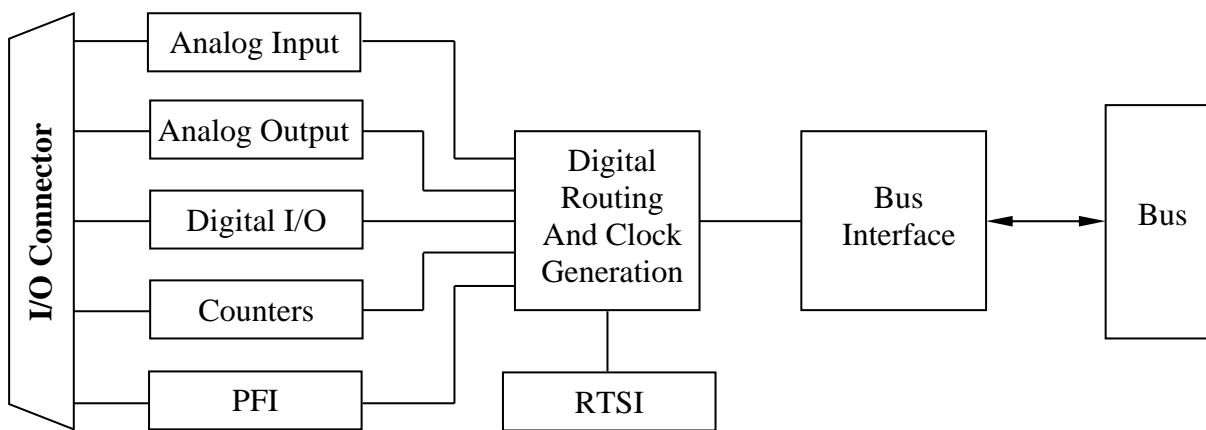 I/O Connector
Analog Input
Analog Output
Digital I/O
Counters
PFI
Digital
Routing
And Clock
Generation
RTSI
Bus
Interface
Bus